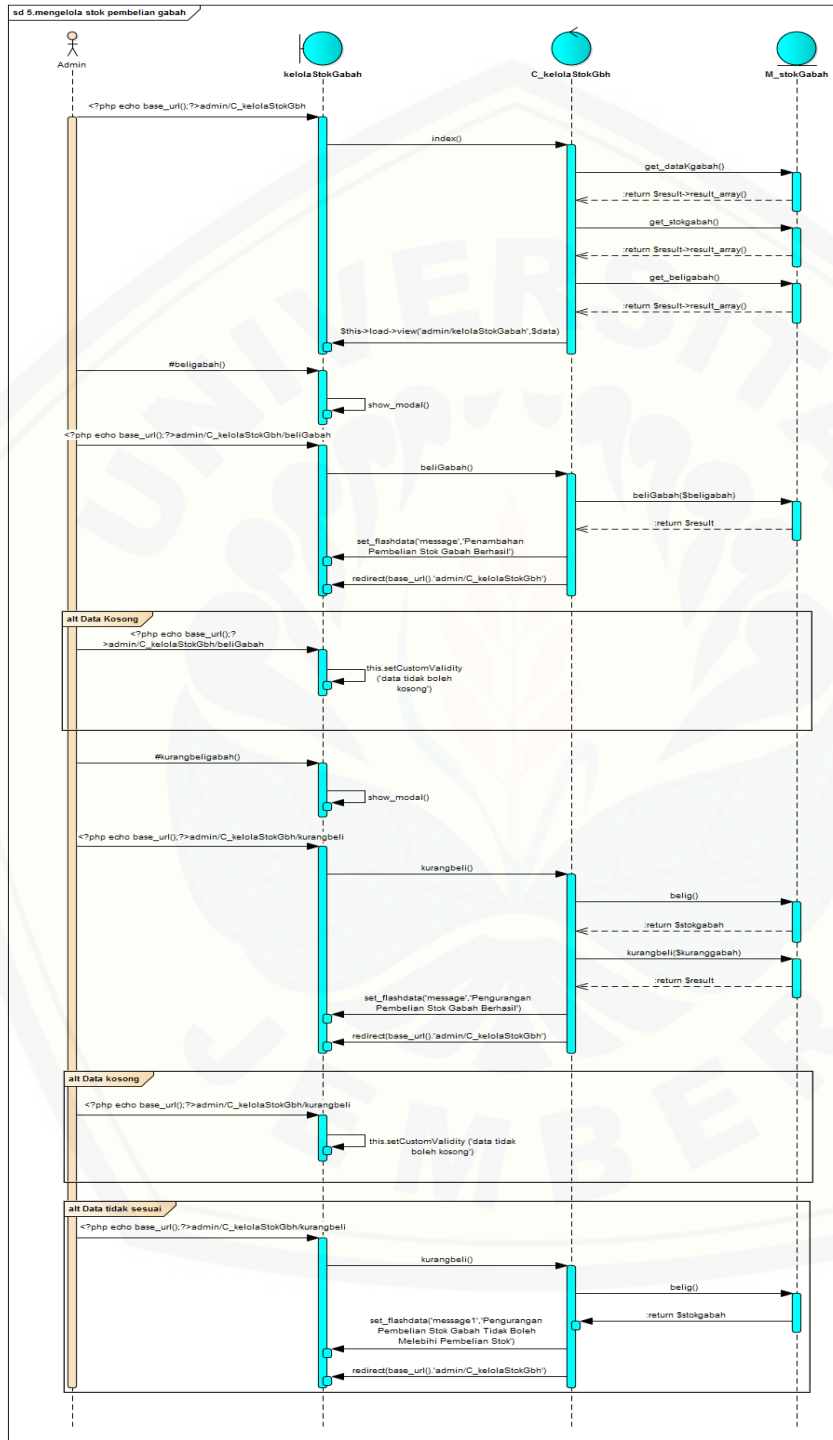 sd 5.mengelola stok pembelian gabah
Admin
kelolaStokGabah
C_kelolaStokGbh
M_stokGabah
<?php echo base_url();?>admin/C_kelolaStokGbh
index()
get_dataKgabah()
:return $result->result_array()
get_stokgabah()
:return $result->result_array()
get_beligabah()
:return $result->result_array()
$this->load->view('admin/kelolaStokGabah',$data)
#beligabah()
show_modal()
<?php echo base_url();?>admin/C_kelolaStokGbh/beliGabah
beliGabah()
beliGabah($beligabah)
:return $result
set_flashdata('message','Penambahan
Pembelian Stok Gabah Berhasil')
redirect(base_url().'admin/C_kelolaStokGbh')
alt Data Kosong
<?php echo base_url();?
>admin/C_kelolaStokGbh/beliGabah
this.setCustomValidity
('data tidak boleh
kosong')
#kurangbeligabah()
show_modal()
<?php echo base_url();?>admin/C_kelolaStokGbh/kurangbeli
kurangbeli()
belig()
:return $stokgabah
kurangbeli($kuranggabah)
:return $result
set_flashdata('message','Pengurangan
Pembelian Stok Gabah Berhasil')
redirect(base_url().'admin/C_kelolaStokGbh')
alt Data kosong
<?php echo base_url();?>admin/C_kelolaStokGbh/kurangbeli
this.setCustomValidity ('data tidak
boleh kosong')
alt Data tidak sesuai
<?php echo base_url();?>admin/C_kelolaStokGbh/kurangbeli
kurangbeli()
belig()
:return $stokgabah
set_flashdata('message1','Pengurangan
Pembelian Stok Gabah Tidak Boleh
Melebihi Pembelian Stok')
redirect(base_url().'admin/C_kelolaStokGbh')
UNIVERSITA
JEMBER